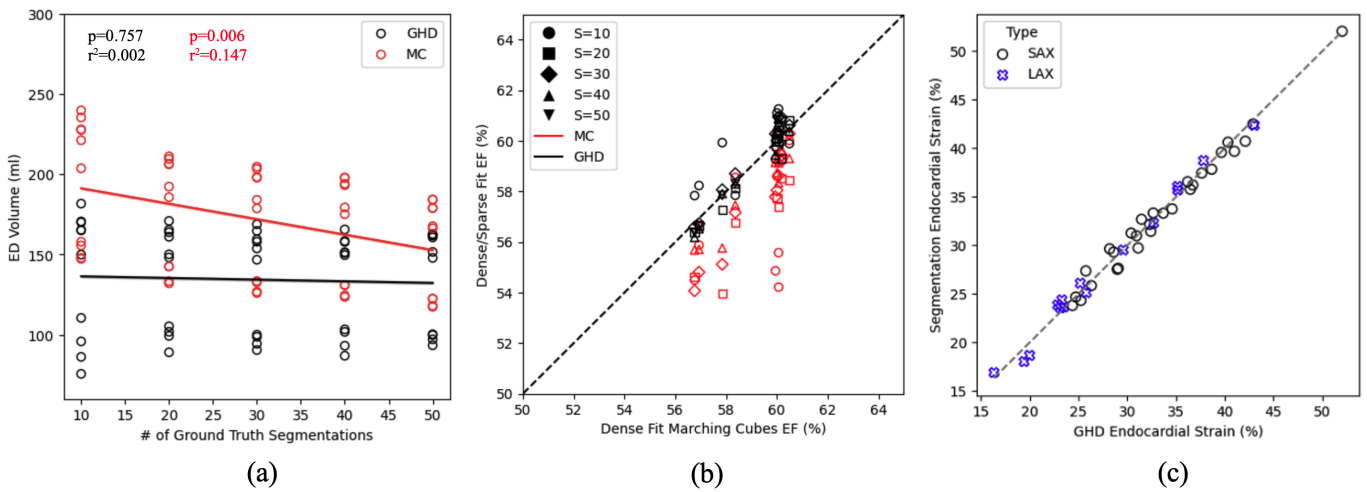 300
250
200
150
100
ED Volume (ml)
p=0.757
r²=0.002
p=0.006
r²=0.147
GHD
MC
10 15 20 25 30 35 40 45 50
# of Ground Truth Segmentations
(a)
64
62
60
58
56
54
52
50
Dense/Sparse Fit EF (%)
S=10
S=20
S=30
S=40
S=50
MC
GHD
50 52 54 56 58 60 62 64
Dense Fit Marching Cubes EF (%)
(b)
50
45
40
35
30
25
20
15
Segmentation Endocardial Strain (%)
Type
SAX
LAX
15 20 25 30 35 40 45 50
GHD Endocardial Strain (%)
(c)